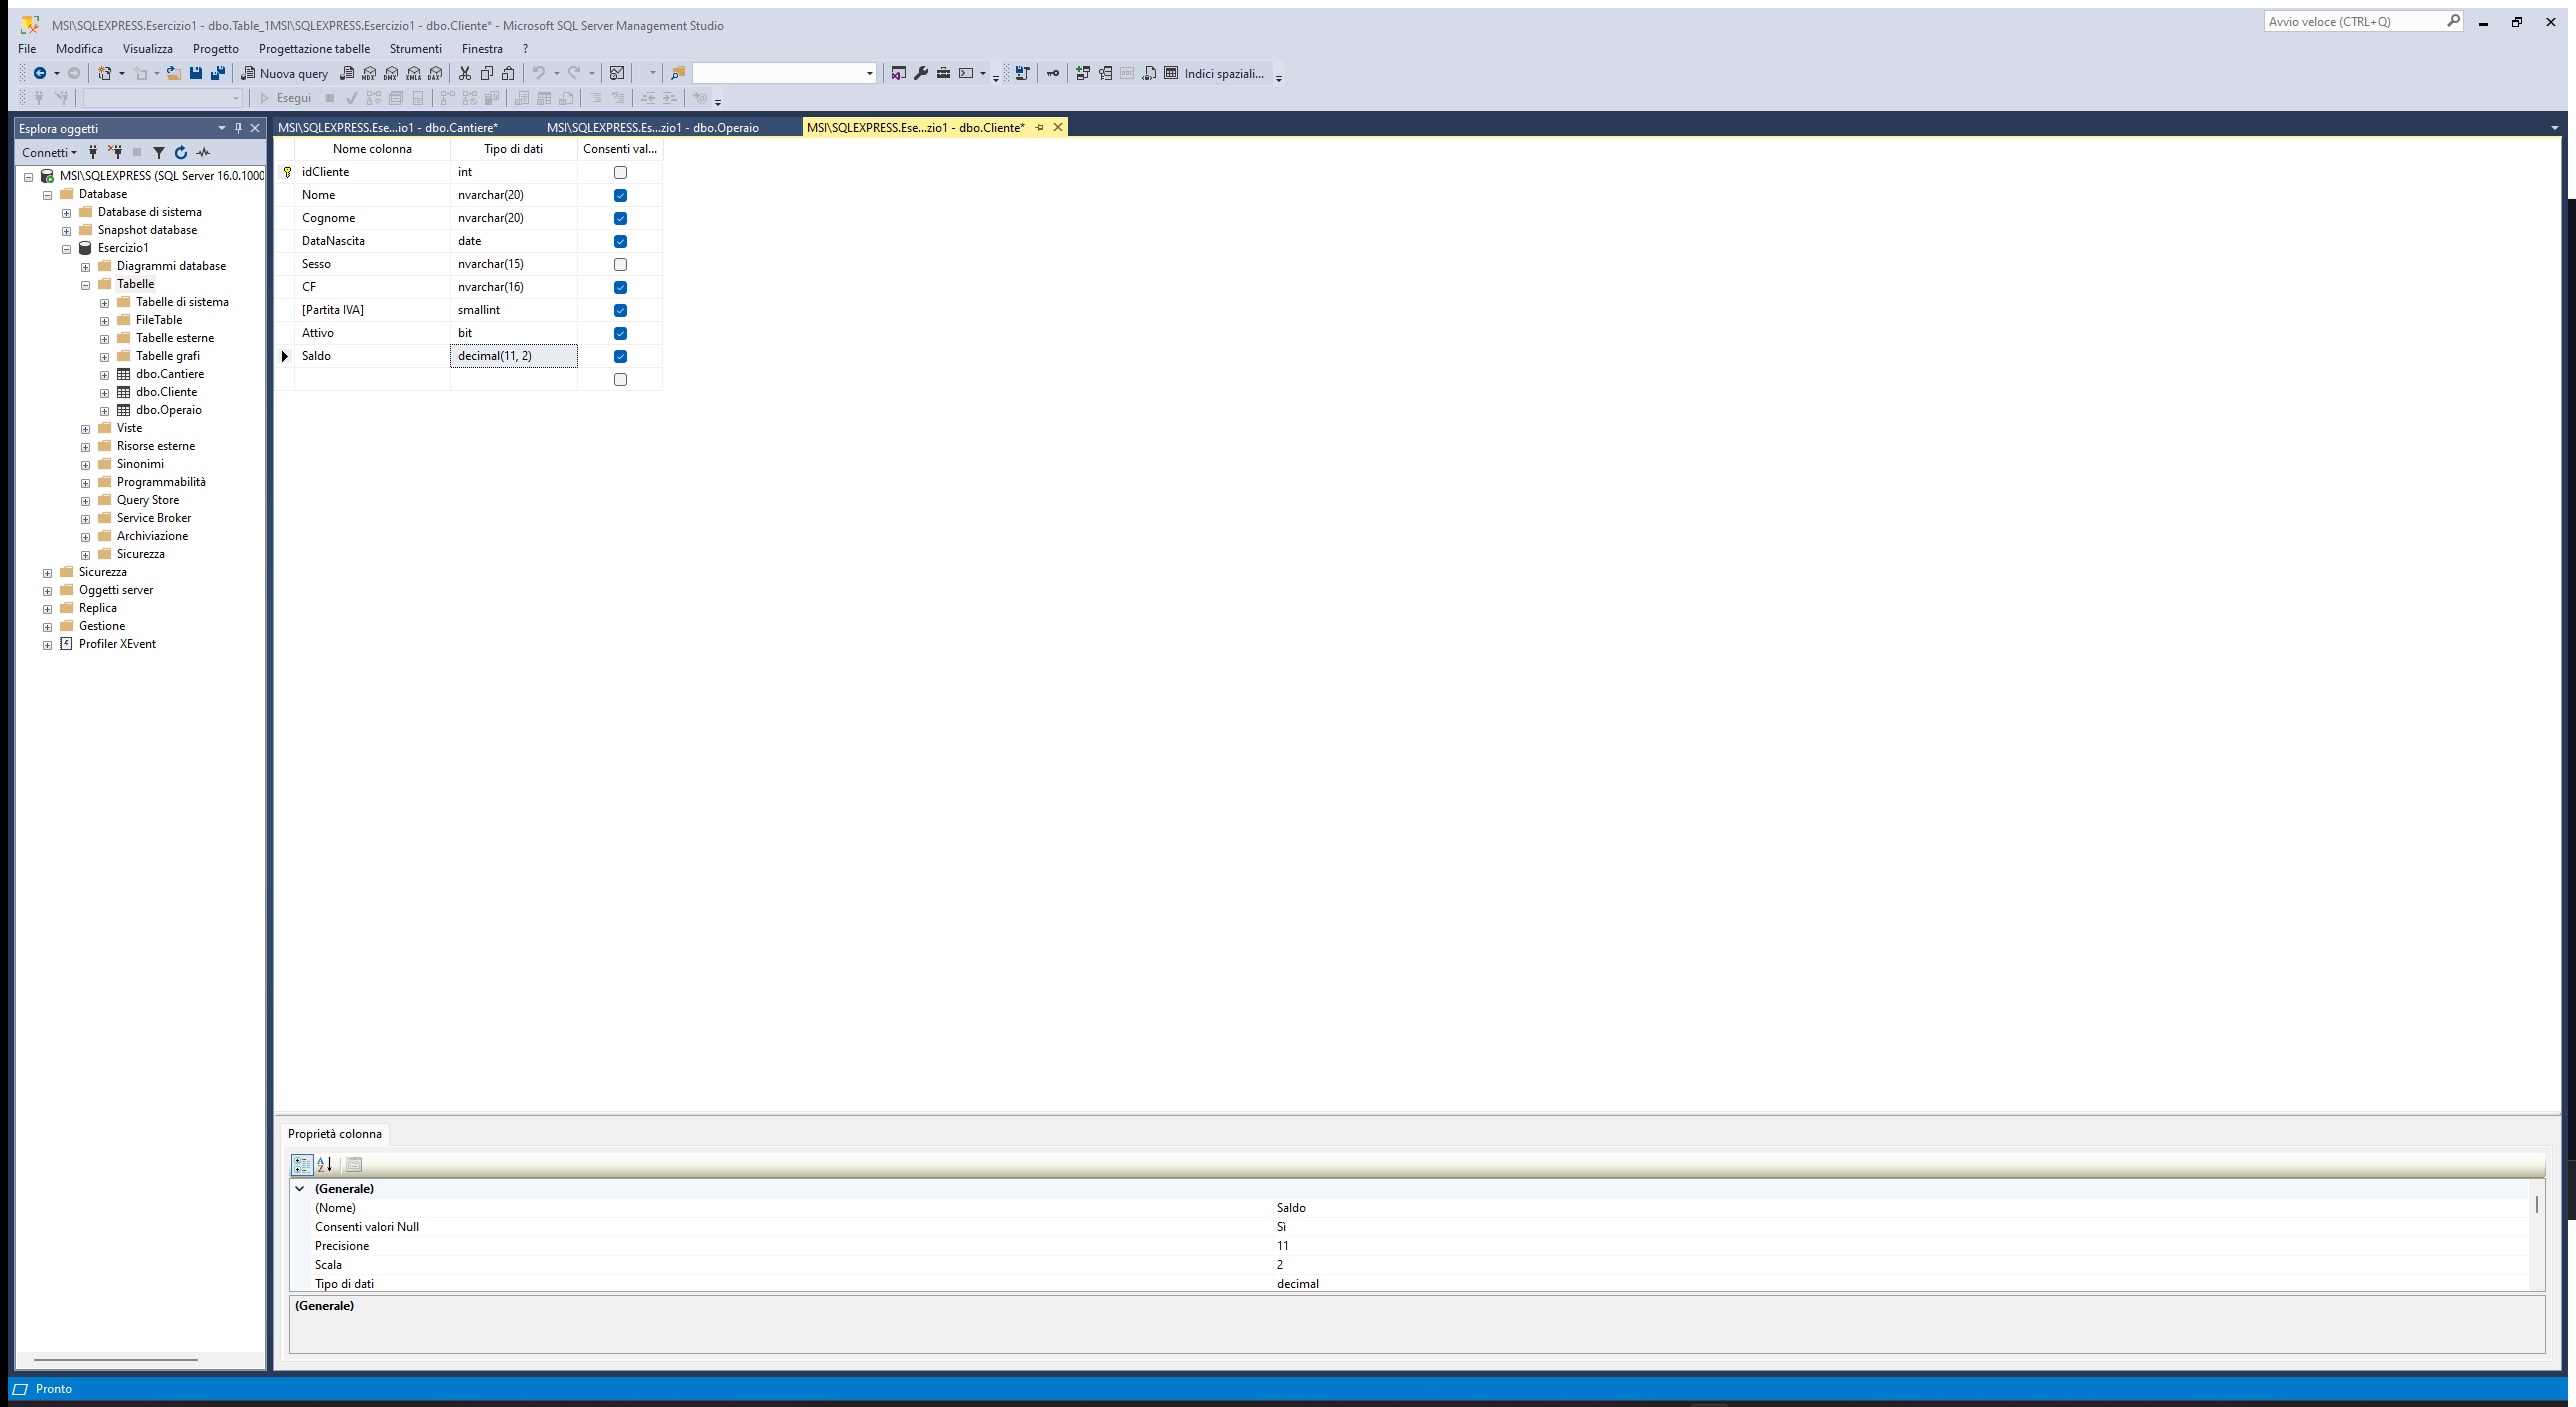 MSI\SQLEXPRESS.Esercizio1 - dbo.Table_1MSI\SQLEXPRESS.Esercizio1 - dbo.Cliente* - Microsoft SQL Server Management Studio
Avvio veloce (CTRL+Q)
File Modifica Visualizza Progetto Progettazione tabelle Strumenti Finestra ?
Nuova query MDX DMX XMLA DAX Indici spaziali...
Esegui
Esplora oggetti
Connetti
MSI\SQLEXPRESS (SQL Server 16.0.1000
Database
Database di sistema
Snapshot database
Esercizio1
Diagrammi database
Tabelle
Tabelle di sistema
FileTable
Tabelle esterne
Tabelle grafi
dbo.Cantiere
dbo.Cliente
dbo.Operaio
Viste
Risorse esterne
Sinonimi
Programmabilità
Query Store
Service Broker
Archiviazione
Sicurezza
Sicurezza
Oggetti server
Replica
Gestione
Profiler XEvent
MSI\SQLEXPRESS.Ese...io1 - dbo.Cantiere* MSI\SQLEXPRESS.Es...zio1 - dbo.Operaio MSI\SQLEXPRESS.Ese...zio1 - dbo.Cliente*
Nome colonna Tipo di dati Consenti val...
idCliente int
Nome nvarchar(20)
Cognome nvarchar(20)
DataNascita date
Sesso nvarchar(15)
CF nvarchar(16)
[Partita IVA] smallint
Attivo bit
Saldo decimal(11, 2)
Proprietà colonna
(Generale)
(Nome) Saldo
Consenti valori Null Sì
Precisione 11
Scala 2
Tipo di dati decimal
(Generale)
Pronto